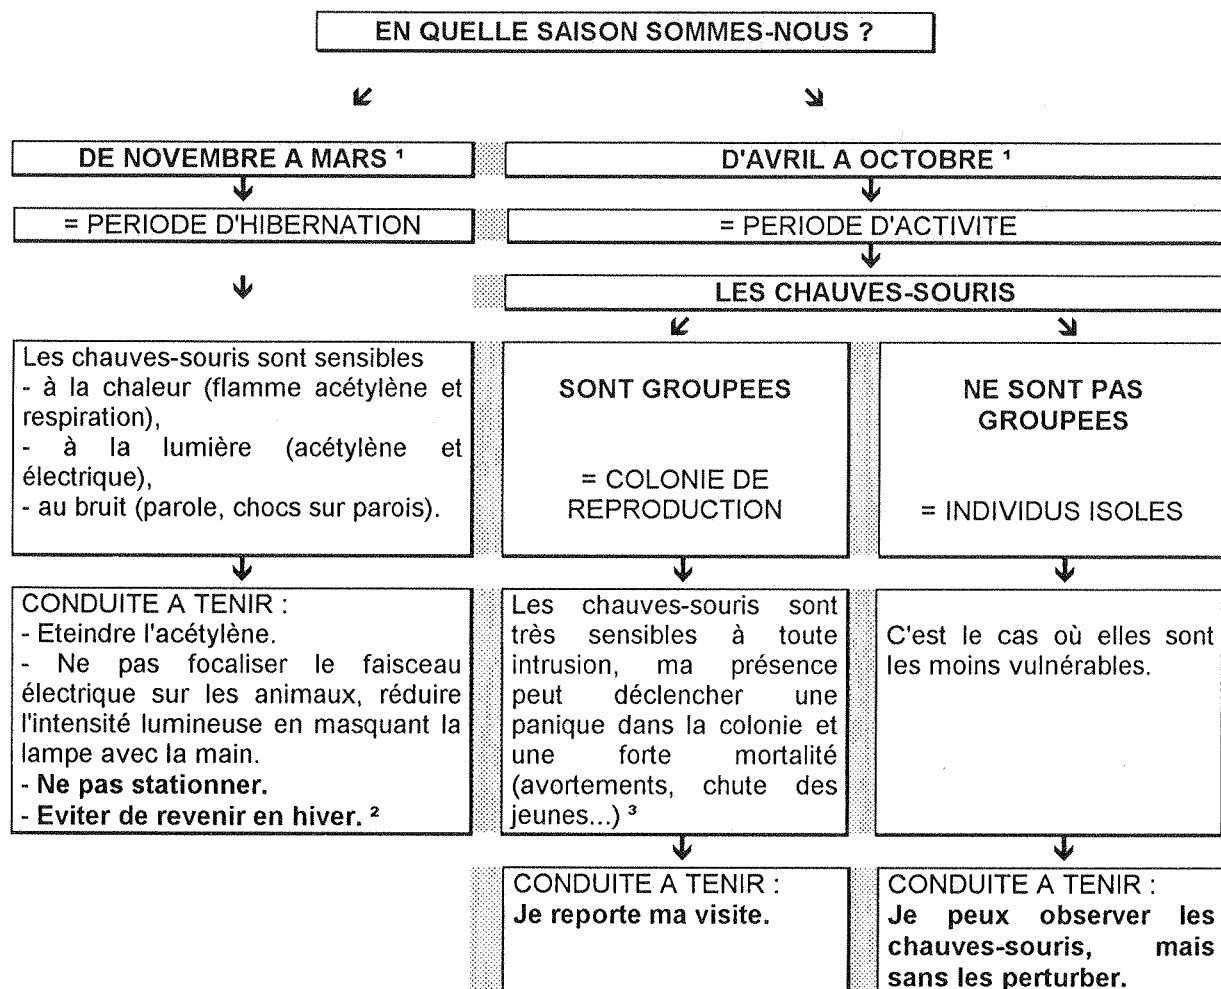 EN QUELLE SAISON SOMMES-NOUS ?
DE NOVEMBRE A MARS ¹
D'AVRIL A OCTOBRE ¹
= PERIODE D'HIBERNATION
= PERIODE D'ACTIVITE
LES CHAUVES-SOURIS
Les chauves-souris sont sensibles
- à la chaleur (flamme acétylène et
respiration),
- à la lumière (acétylène et
électrique),
- au bruit (parole, chocs sur parois).
SONT GROUPEES
= COLONIE DE
REPRODUCTION
NE SONT PAS
GROUPEES
= INDIVIDUS ISOLES
CONDUITE A TENIR :
- Eteindre l'acétylène.
- Ne pas focaliser le faisceau
électrique sur les animaux, réduire
l'intensité lumineuse en masquant la
lampe avec la main.
- Ne pas stationner.
- Eviter de revenir en hiver. ²
Les chauves-souris sont
très sensibles à toute
intrusion, ma présence
peut déclencher une
panique dans la colonie et
une forte mortalité
(avortements, chute des
jeunes...) ³
C'est le cas où elles sont
les moins vulnérables.
CONDUITE A TENIR :
Je reporte ma visite.
CONDUITE A TENIR :
Je peux observer les
chauves-souris, mais
sans les perturber.